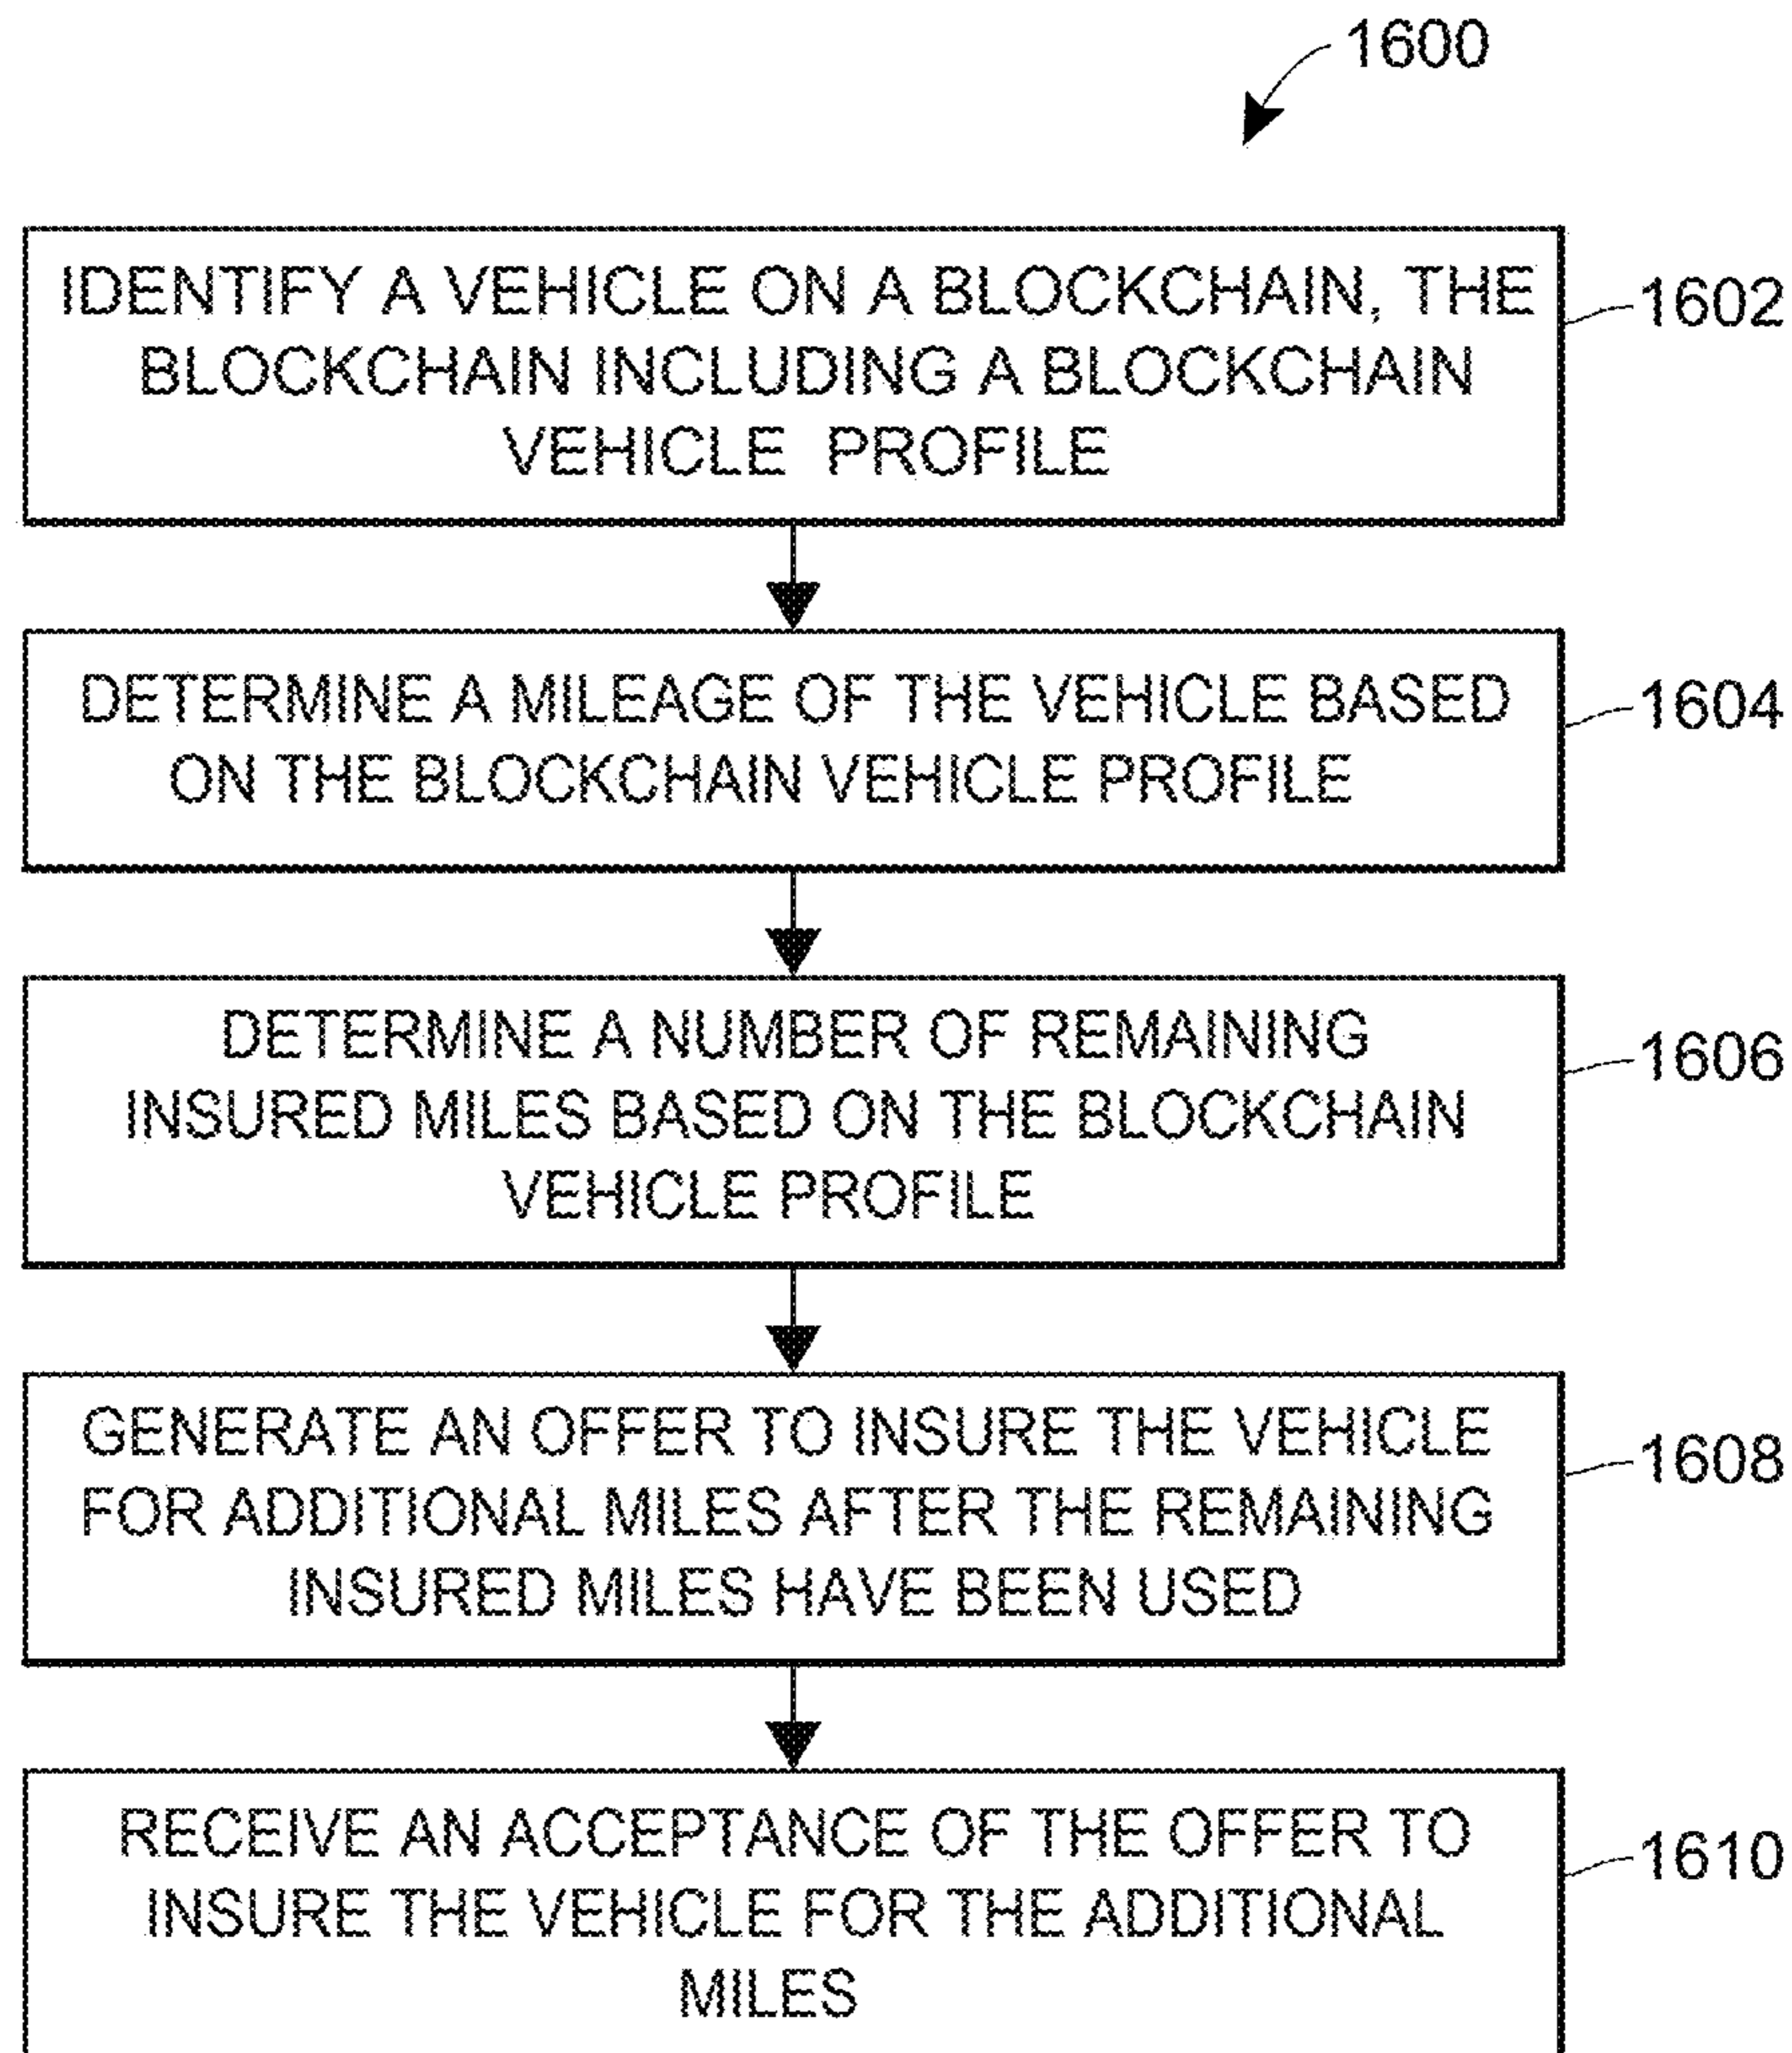 1600
IDENTIFY A VEHICLE ON A BLOCKCHAIN, THE
BLOCKCHAIN INCLUDING A BLOCKCHAIN
VEHICLE PROFILE
1602
DETERMINE A MILEAGE OF THE VEHICLE BASED
ON THE BLOCKCHAIN VEHICLE PROFILE
1604
DETERMINE A NUMBER OF REMAINING
INSURED MILES BASED ON THE BLOCKCHAIN
VEHICLE PROFILE
1606
GENERATE AN OFFER TO INSURE THE VEHICLE
FOR ADDITIONAL MILES AFTER THE REMAINING
INSURED MILES HAVE BEEN USED
1608
RECEIVE AN ACCEPTANCE OF THE OFFER TO
INSURE THE VEHICLE FOR THE ADDITIONAL
MILES
1610